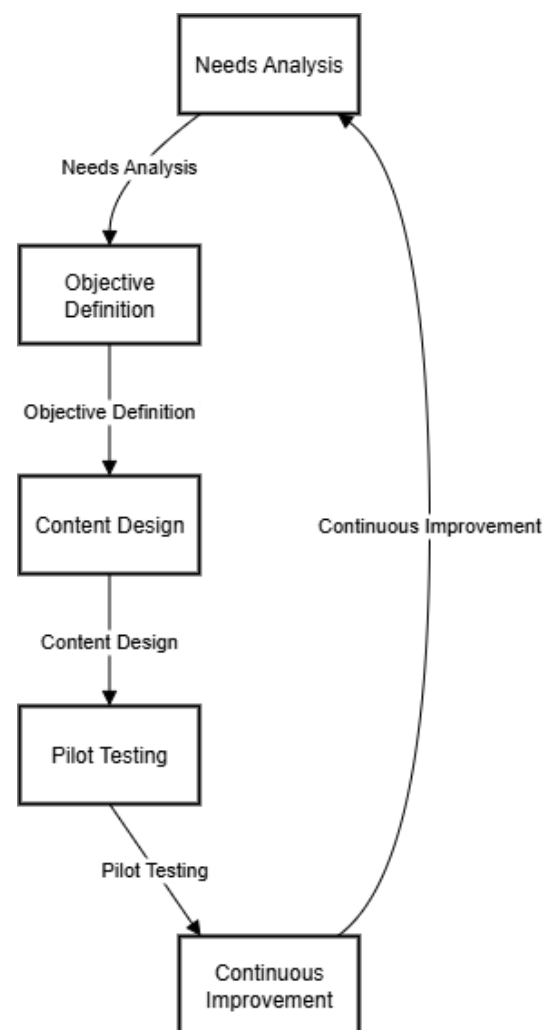 Needs Analysis
Needs Analysis
Objective
Definition
Objective Definition
Content Design
Continuous Improvement
Content Design
Pilot Testing
Pilot Testing
Continuous
Improvement